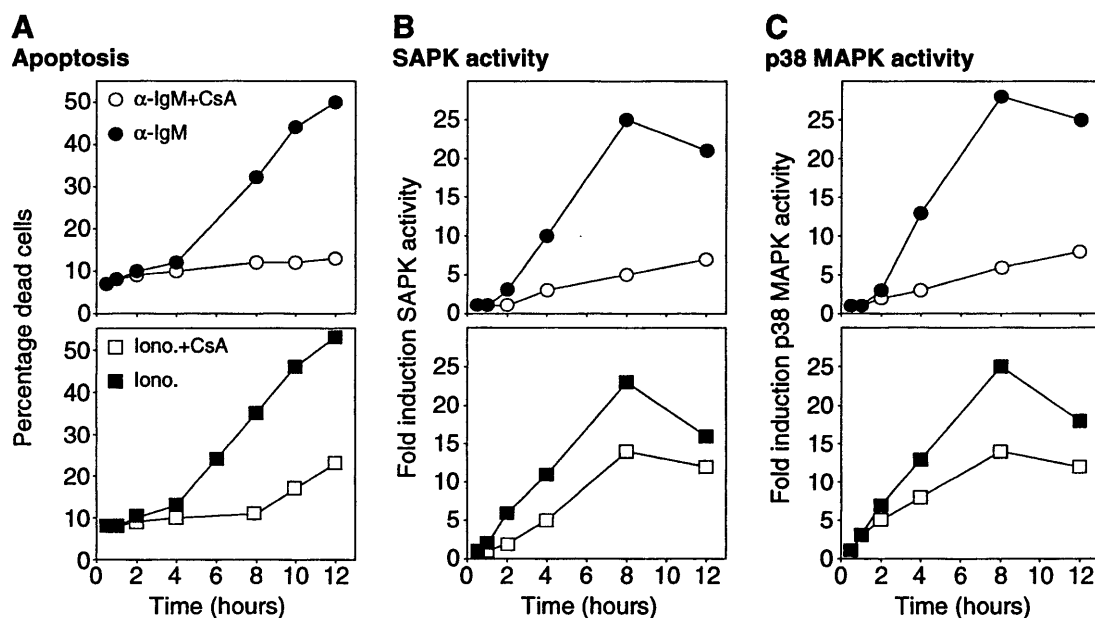 A
Apoptosis
Percentage dead cells
50
40
30
20
10
0
α-IgM+CsA
α-IgM
50
40
30
20
10
0
Iono.+CsA
Iono.
0 2 4 6 8 10 12
Time (hours)
B
SAPK activity
Fold induction SAPK activity
25
20
15
10
5
0
25
20
15
10
5
0
0 2 4 6 8 10 12
Time (hours)
C
p38 MAPK activity
Fold induction p38 MAPK activity
25
20
15
10
5
0
25
20
15
10
5
0
0 2 4 6 8 10 12
Time (hours)